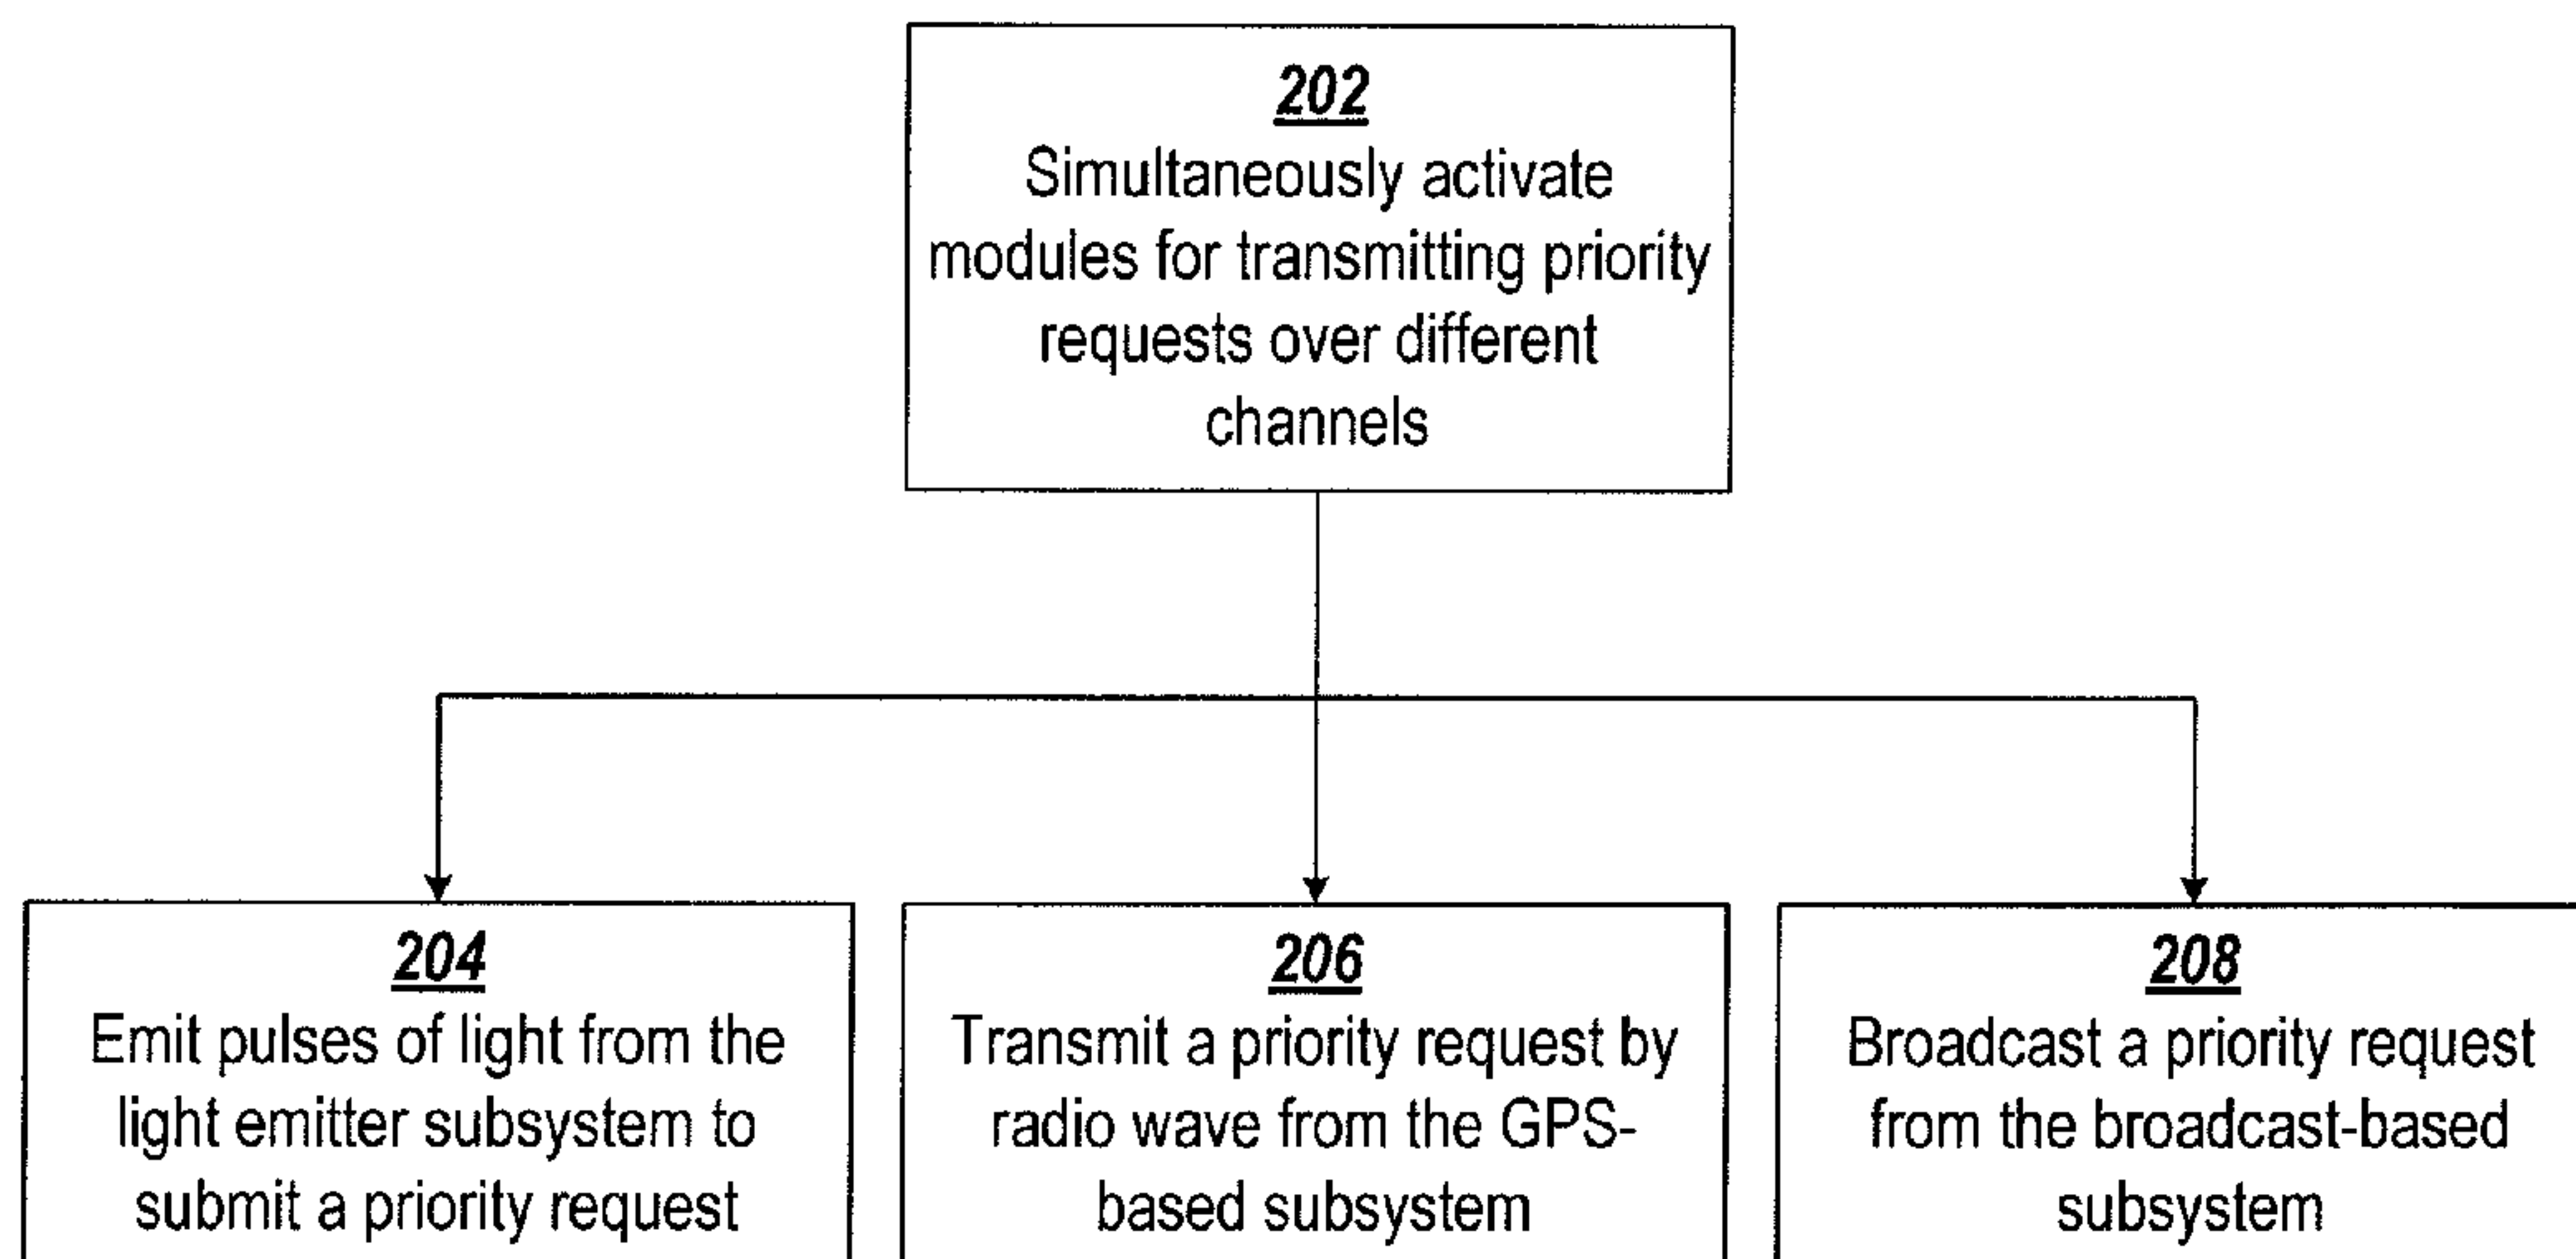 202
Simultaneously activate
modules for transmitting priority
requests over different
channels
204
Emit pulses of light from the
light emitter subsystem to
submit a priority request
206
Transmit a priority request by
radio wave from the GPS-
based subsystem
208
Broadcast a priority request
from the broadcast-based
subsystem